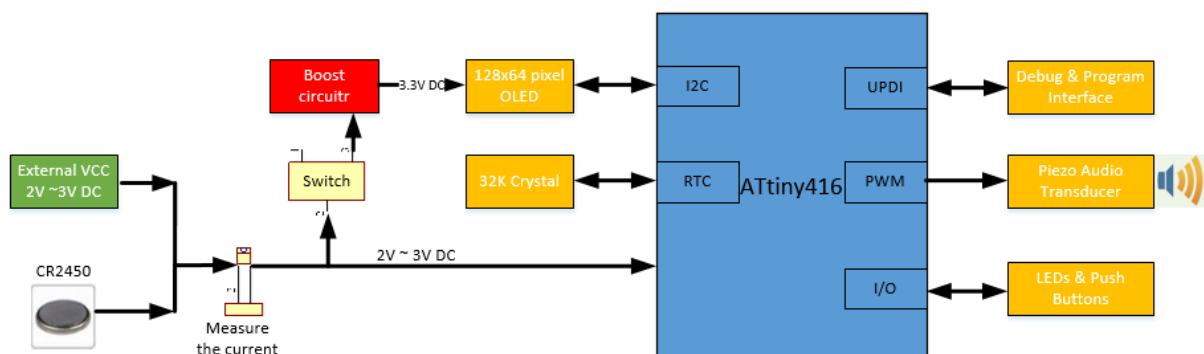 Boost
circuitr
3.3V DC
128x64 pixel
OLED
I2C
UPDI
Debug & Program
Interface
External VCC
2V ~3V DC
Switch
32K Crystal
RTC
ATtiny416
PWM
Piezo Audio
Transducer
2V ~ 3V DC
CR2450
I/O
LEDs & Push
Buttons
Measure
the current